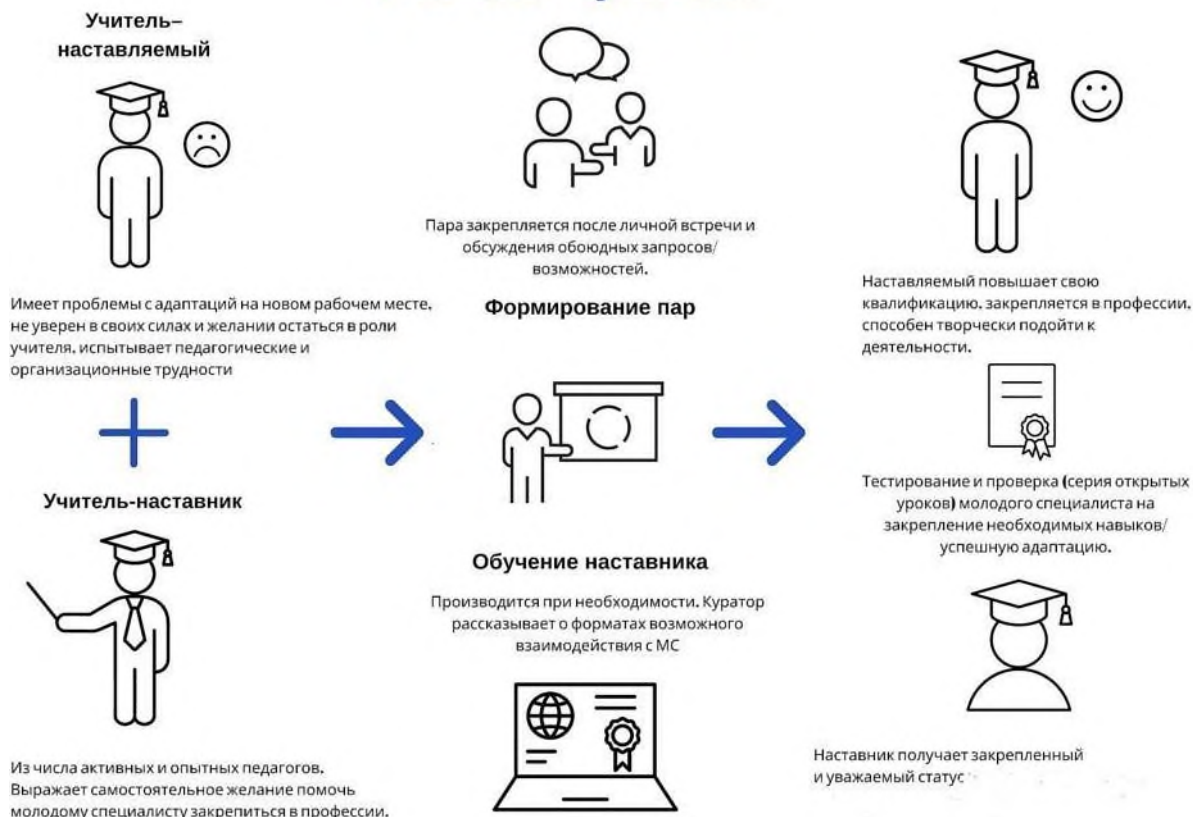 Учитель–
наставляемый
Имеет проблемы с адаптаций на новом рабочем месте.
не уверен в своих силах и желании остаться в роли
учителя. испытывает педагогические и
организационные трудности
Учитель-наставник
Из числа активных и опытных педагогов.
Выражает самостоятельное желание помочь
молодому специалисту закрепиться в профессии.
Пара закрепляется после личной встречи и
обсуждения обоюдных запросов/
возможностей.
Формирование пар
Обучение наставника
Производится при необходимости. Куратор
рассказывает о форматах возможного
взаимодействия с МС
Наставляемый повышает свою
квалификацию. закрепляется в профессии.
способен творчески подойти к
деятельности.
Тестирование и проверка (серия открытых
уроков) молодого специалиста на
закрепление необходимых навыков/
успешную адаптацию.
Наставник получает закрепленный
и уважаемый статус